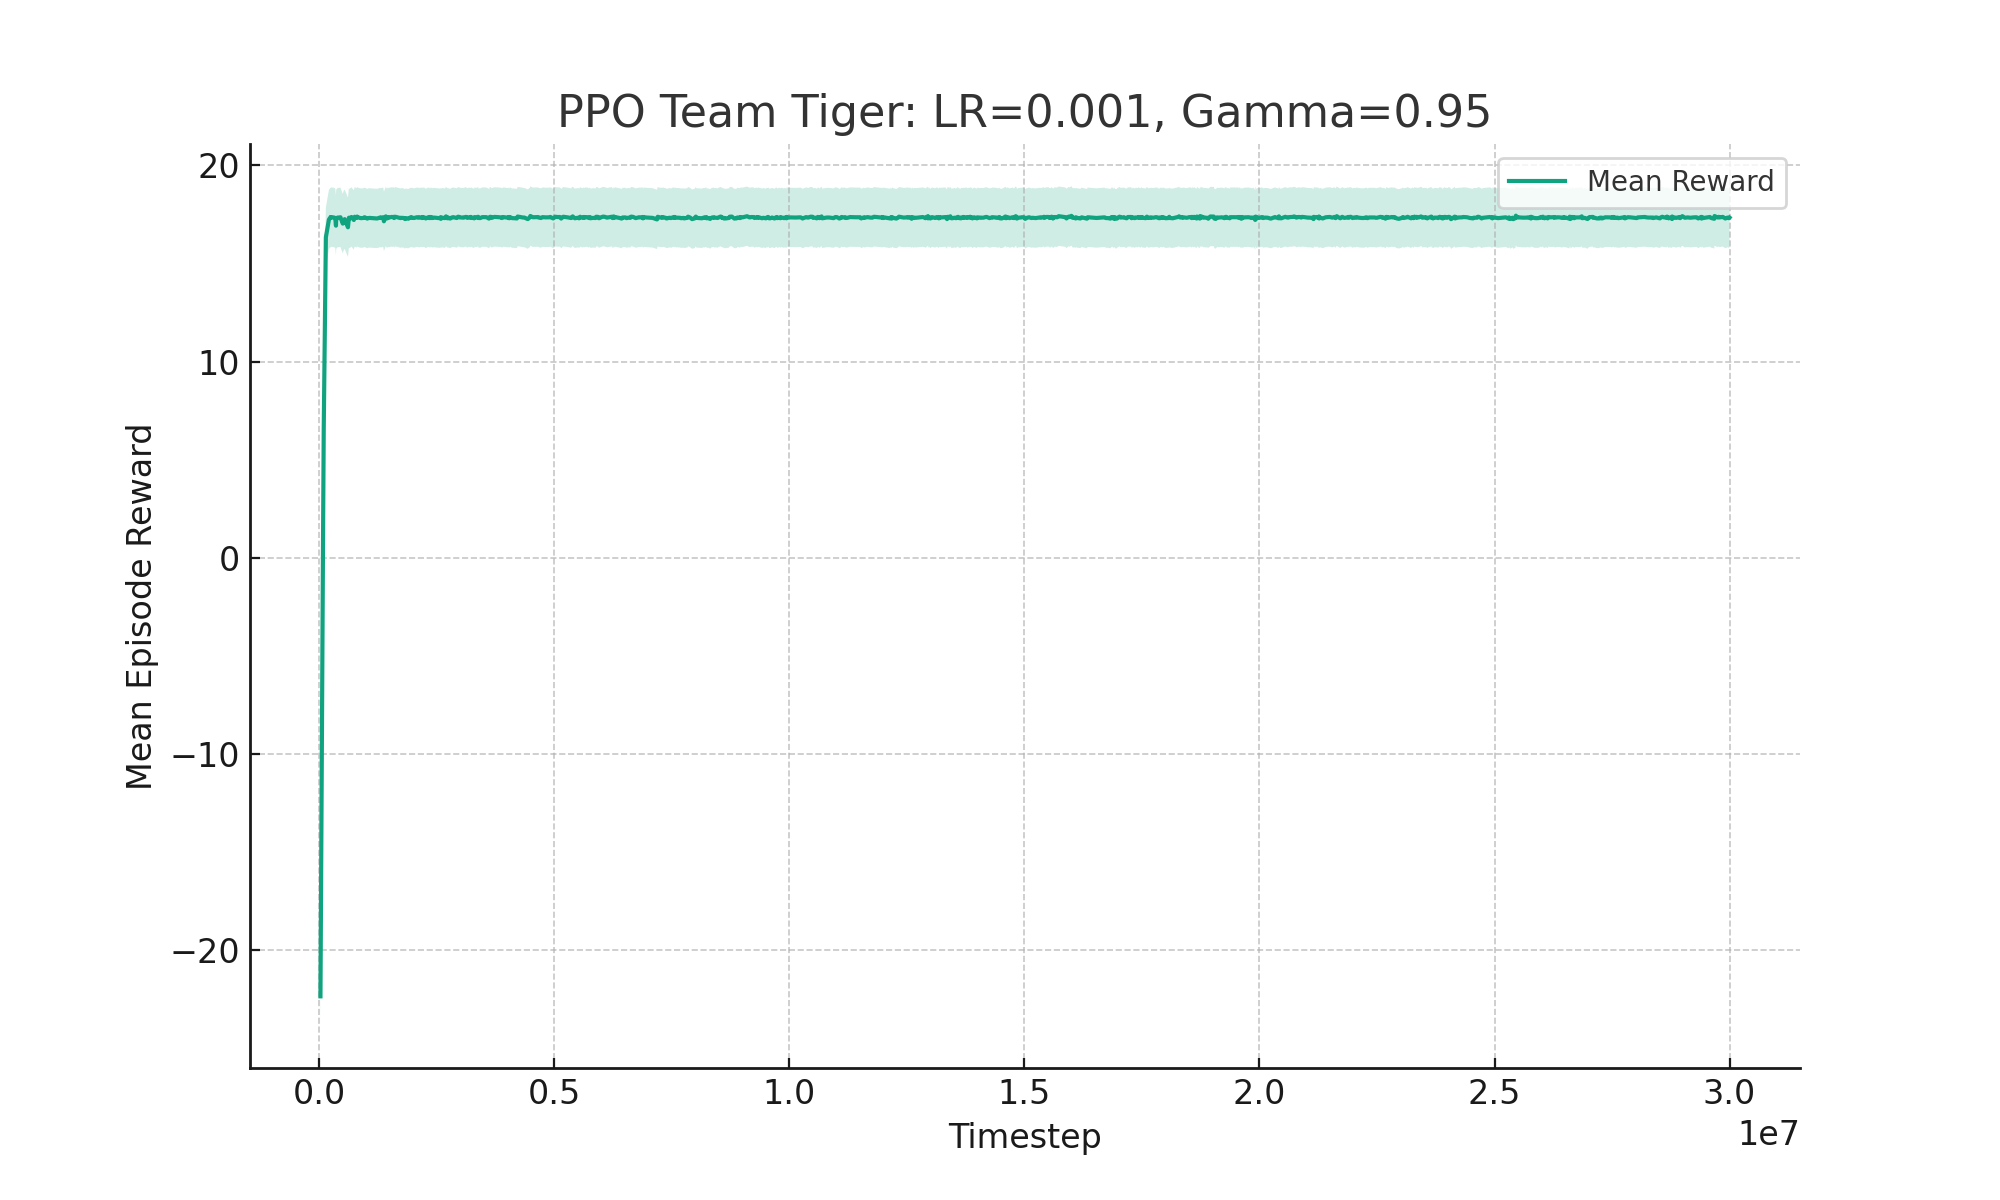 PPO Team Tiger: LR=0.001, Gamma=0.95
Mean Reward
Mean Episode Reward
20
10
0
−10
−20
0.0 0.5 1.0 1.5 2.0 2.5 3.0
1e7
Timestep